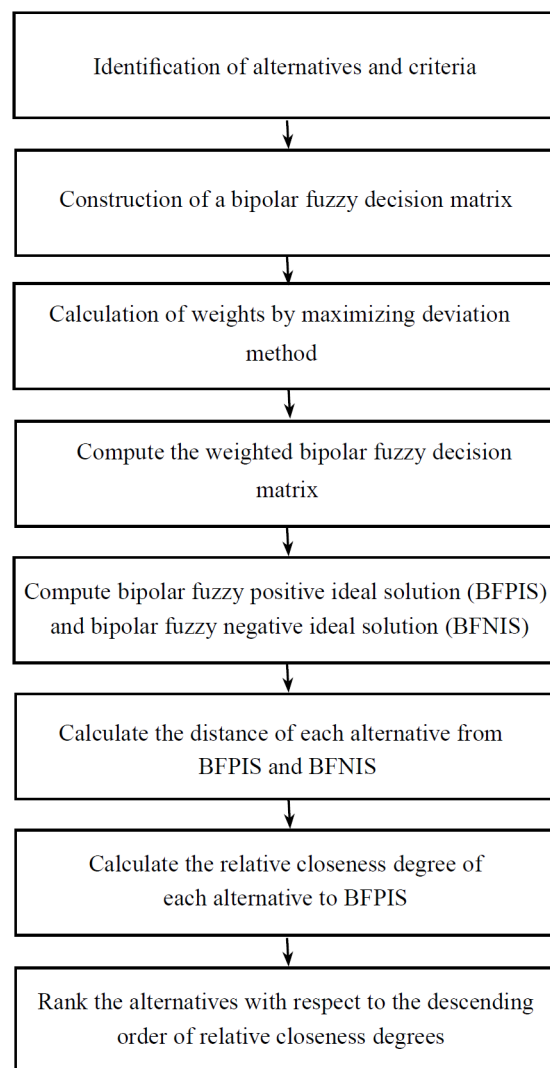 Identification of alternatives and criteria
Construction of a bipolar fuzzy decision matrix
Calculation of weights by maximizing deviation
method
Compute the weighted bipolar fuzzy decision
matrix
Compute bipolar fuzzy positive ideal solution (BFPIS)
and bipolar fuzzy negative ideal solution (BFNIS)
Calculate the distance of each alternative from
BFPIS and BFNIS
Calculate the relative closeness degree of
each alternative to BFPIS
Rank the alternatives with respect to the descending
order of relative closeness degrees